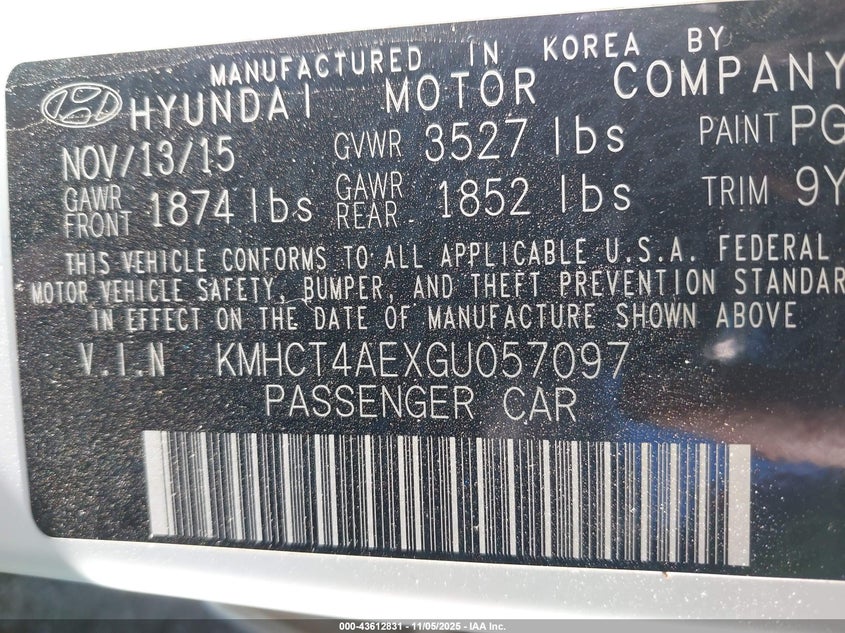 MANUFACTURED IN KOREA BY
HYUNDAI MOTOR COMPANY
NOV/13/15 GVWR 3527 lbs PAINT PG
GAWR FRONT 1874 lbs GAWR REAR 1852 lbs TRIM 9Y
THIS VEHICLE CONFORMS TO ALL APPLICABLE U.S.A. FEDERAL
MOTOR VEHICLE SAFETY, BUMPER, AND THEFT PREVENTION STANDAR
IN EFFECT ON THE DATE OF MANUFACTURE SHOWN ABOVE
V.I.N KMHCT4AEXGU057097
PASSENGER CAR
000-43612831 - 11/05/2025 - IAA Inc.